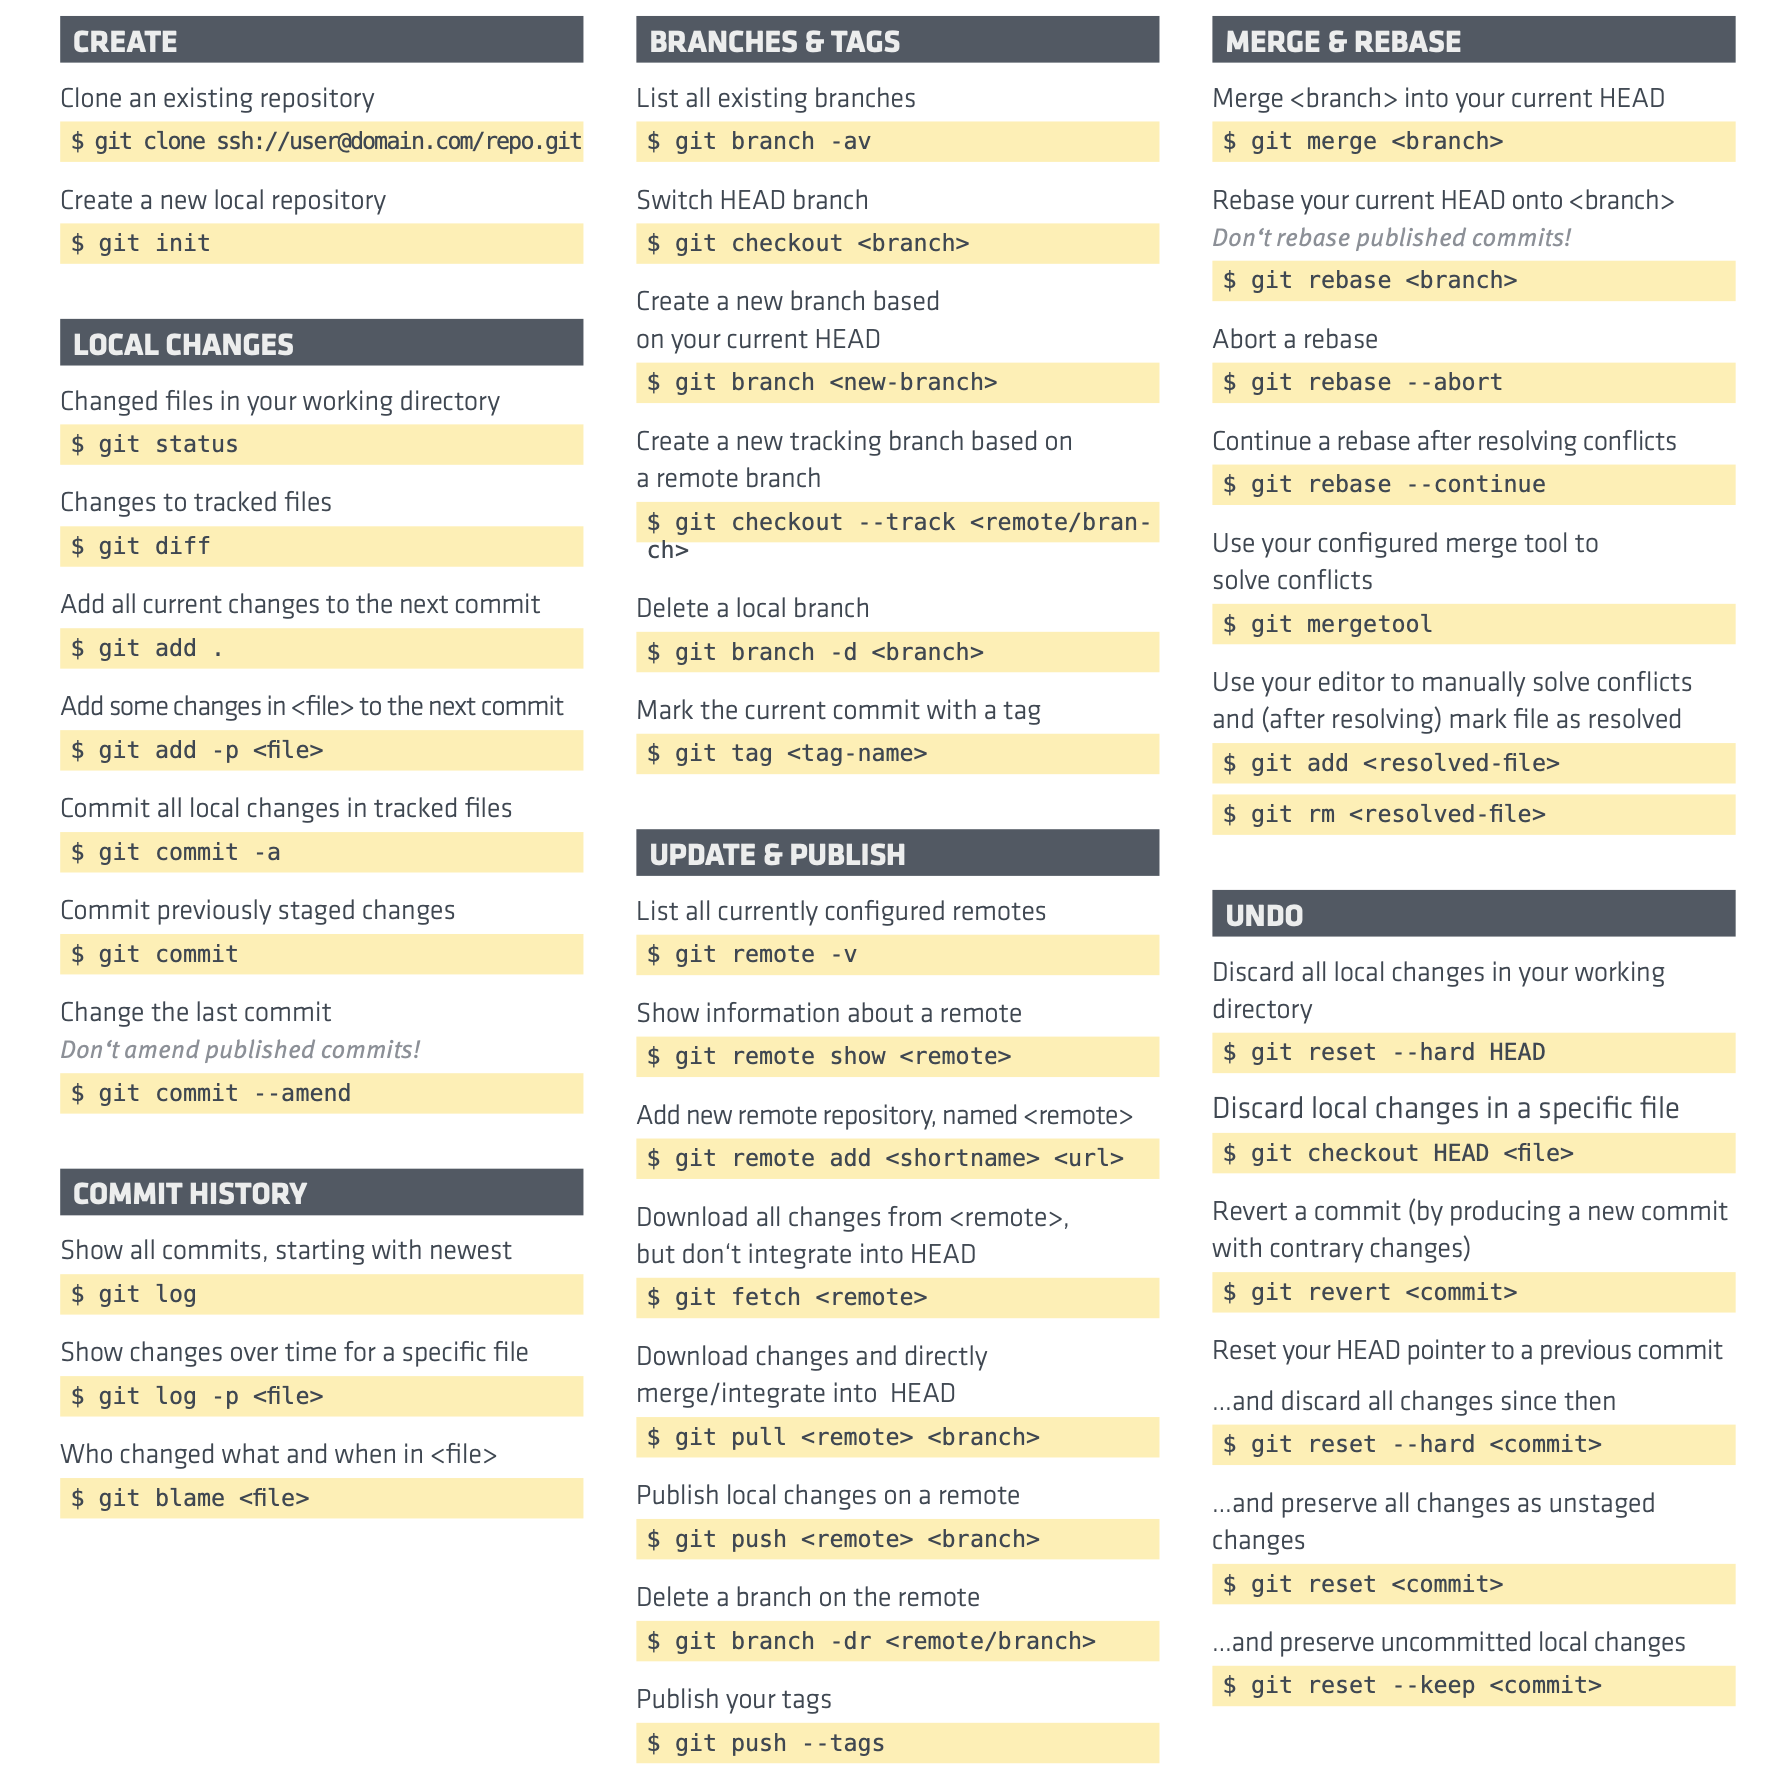 CREATE
Clone an existing repository
$ git clone ssh://user@domain.com/repo.git
Create a new local repository
$ git init
LOCAL CHANGES
Changed files in your working directory
$ git status
Changes to tracked files
$ git diff
Add all current changes to the next commit
$ git add .
Add some changes in <file> to the next commit
$ git add -p <file>
Commit all local changes in tracked files
$ git commit -a
Commit previously staged changes
$ git commit
Change the last commit
Don‘t amend published commits!
$ git commit --amend
COMMIT HISTORY
Show all commits, starting with newest
$ git log
Show changes over time for a specific file
$ git log -p <file>
Who changed what and when in <file>
$ git blame <file>
BRANCHES & TAGS
List all existing branches
$ git branch -av
Switch HEAD branch
$ git checkout <branch>
Create a new branch based
on your current HEAD
$ git branch <new-branch>
Create a new tracking branch based on
a remote branch
$ git checkout --track <remote/bran-
ch>
Delete a local branch
$ git branch -d <branch>
Mark the current commit with a tag
$ git tag <tag-name>
UPDATE & PUBLISH
List all currently configured remotes
$ git remote -v
Show information about a remote
$ git remote show <remote>
Add new remote repository, named <remote>
$ git remote add <shortname> <url>
Download all changes from <remote>,
but don‘t integrate into HEAD
$ git fetch <remote>
Download changes and directly
merge/integrate into HEAD
$ git pull <remote> <branch>
Publish local changes on a remote
$ git push <remote> <branch>
Delete a branch on the remote
$ git branch -dr <remote/branch>
Publish your tags
$ git push --tags
MERGE & REBASE
Merge <branch> into your current HEAD
$ git merge <branch>
Rebase your current HEAD onto <branch>
Don‘t rebase published commits!
$ git rebase <branch>
Abort a rebase
$ git rebase --abort
Continue a rebase after resolving conflicts
$ git rebase --continue
Use your configured merge tool to
solve conflicts
$ git mergetool
Use your editor to manually solve conflicts
and (after resolving) mark file as resolved
$ git add <resolved-file>
$ git rm <resolved-file>
UNDO
Discard all local changes in your working
directory
$ git reset --hard HEAD
Discard local changes in a specific file
$ git checkout HEAD <file>
Revert a commit (by producing a new commit
with contrary changes)
$ git revert <commit>
Reset your HEAD pointer to a previous commit
…and discard all changes since then
$ git reset --hard <commit>
…and preserve all changes as unstaged
changes
$ git reset <commit>
…and preserve uncommitted local changes
$ git reset --keep <commit>